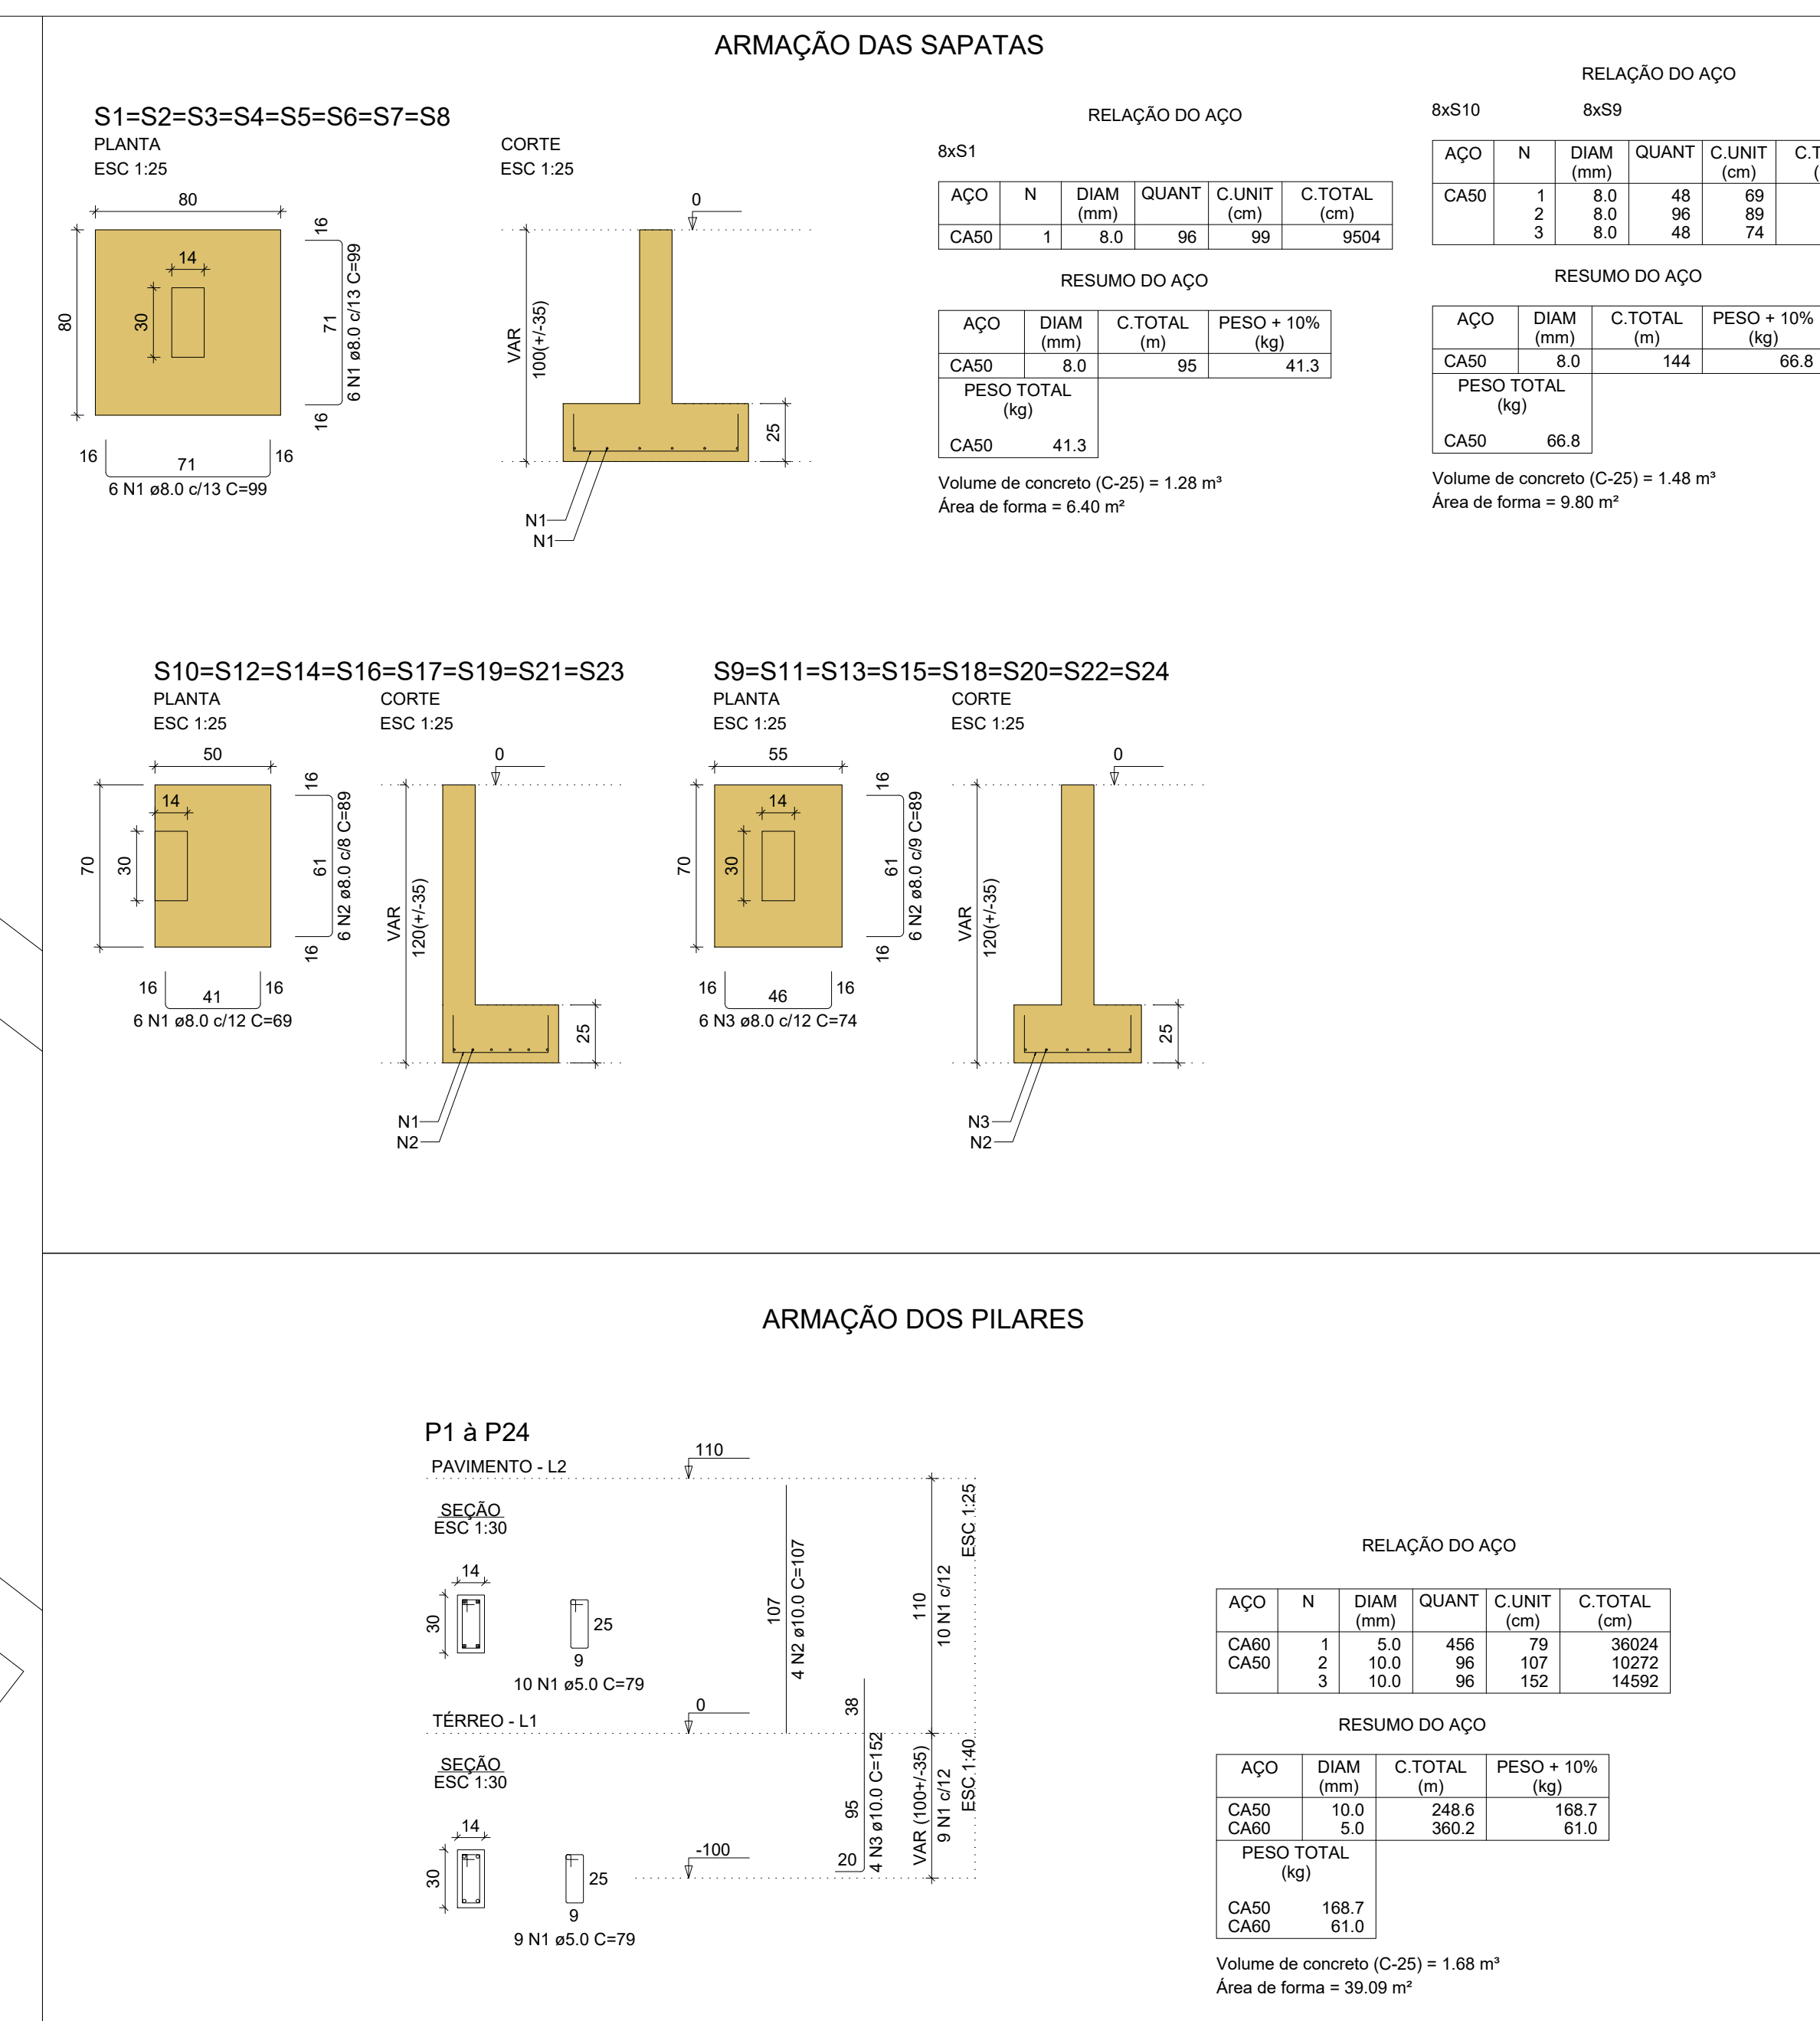 ARMAÇÃO DAS SAPATAS
S1=S2=S3=S4=S5=S6=S7=S8
PLANTA
ESC 1:25
80
80
14
30
16
71
16
6 N1 ø8.0 c/13 C=99
16
71
16
6 N1 ø8.0 c/13 C=99
CORTE
ESC 1:25
0
VAR
100(+/-35)
25
N1
N1
RELAÇÃO DO AÇO
8xS1
AÇO N DIAM (mm) QUANT C.UNIT (cm) C.TOTAL (cm)
CA50 1 8.0 96 99 9504
RESUMO DO AÇO
AÇO DIAM (mm) C.TOTAL (m) PESO + 10% (kg)
CA50 8.0 95 41.3
PESO TOTAL
(kg)
CA50 41.3
Volume de concreto (C-25) = 1.28 m³
Área de forma = 6.40 m²
RELAÇÃO DO AÇO
8xS10 8xS9
AÇO N DIAM (mm) QUANT C.UNIT (cm)
CA50 1 8.0 48 69
2 8.0 96 89
3 8.0 48 74
RESUMO DO AÇO
AÇO DIAM (mm) C.TOTAL (m) PESO + 10% (kg)
CA50 8.0 144 66.8
PESO TOTAL
(kg)
CA50 66.8
Volume de concreto (C-25) = 1.48 m³
Área de forma = 9.80 m²
S10=S12=S14=S16=S17=S19=S21=S23
PLANTA
ESC 1:25
50
70
14
30
16
61
16
6 N2 ø8.0 c/8 C=89
16
41
16
6 N1 ø8.0 c/12 C=69
CORTE
ESC 1:25
0
VAR
120(+/-35)
25
N1
N2
S9=S11=S13=S15=S18=S20=S22=S24
PLANTA
ESC 1:25
55
70
14
30
16
61
16
6 N2 ø8.0 c/9 C=89
16
46
16
6 N3 ø8.0 c/12 C=74
CORTE
ESC 1:25
0
VAR
120(+/-35)
25
N3
N2
ARMAÇÃO DOS PILARES
P1 à P24
PAVIMENTO - L2
110
SEÇÃO
ESC 1:30
14
30
25
9
10 N1 ø5.0 C=79
107
4 N2 ø10.0 C=107
110
10 N1 c/12
ESC 1:25
TÉRREO - L1
0
SEÇÃO
ESC 1:30
14
30
25
9
9 N1 ø5.0 C=79
-100
38
95
20
4 N3 ø10.0 C=152
VAR (100+/-35)
9 N1 c/12
ESC 1:40
RELAÇÃO DO AÇO
AÇO N DIAM (mm) QUANT C.UNIT (cm) C.TOTAL (cm)
CA60 1 5.0 456 79 36024
CA50 2 10.0 96 107 10272
3 10.0 96 152 14592
RESUMO DO AÇO
AÇO DIAM (mm) C.TOTAL (m) PESO + 10% (kg)
CA50 10.0 248.6 168.7
CA60 5.0 360.2 61.0
PESO TOTAL
(kg)
CA50 168.7
CA60 61.0
Volume de concreto (C-25) = 1.68 m³
Área de forma = 39.09 m²